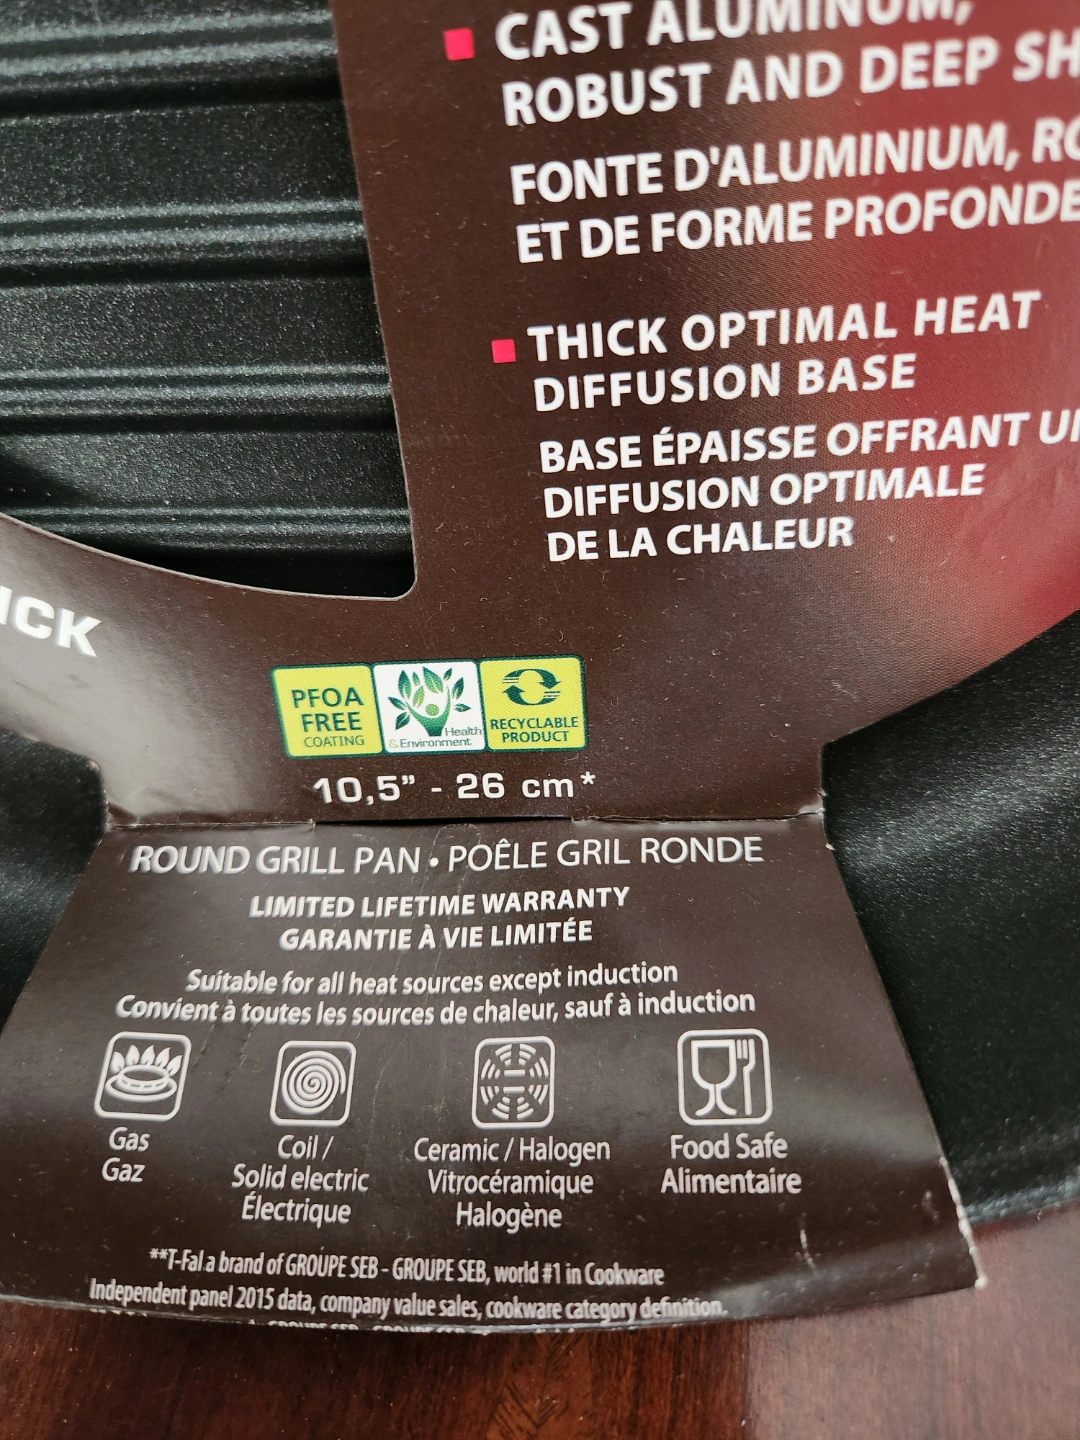 CAST ALUMINUM,
ROBUST AND DEEP
FONTE D'ALUMINIUM,
ET DE FORME PROFONDE
THICK OPTIMAL HEAT
DIFFUSION BASE
BASE ÉPAISSE OFFRANT
DIFFUSION OPTIMALE
DE LA CHALEUR
ICK
PFOA
FREE
COATING
Health
& Environment
RECYCLABLE
PRODUCT
10,5” - 26 cm*
ROUND GRILL PAN • POÊLE GRIL RONDE
LIMITED LIFETIME WARRANTY
GARANTIE À VIE LIMITÉE
Suitable for all heat sources except induction
Convient à toutes les sources de chaleur, sauf à induction
Gas
Gaz
Coil /
Solid electric
Électrique
Ceramic / Halogen
Vitrocéramique
Halogène
Food Safe
Alimentaire
**T-Fal a brand of GROUPE SEB - GROUPE SEB, world #1 in Cookware
Independent panel 2015 data, company value sales, cookware category definition.